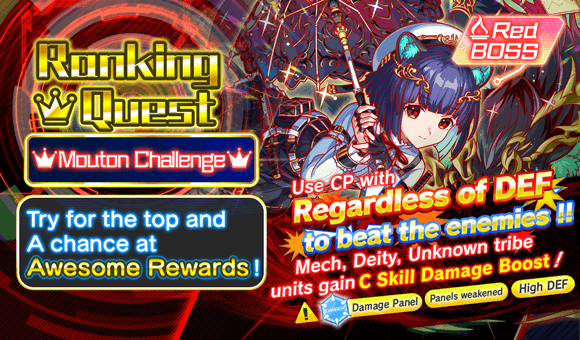 Ranking
Quest
Mouton Challenge
Try for the top and
A chance at
Awesome Rewards!
Red
BOSS
Use CP with
Regardless of DEF
to beat the enemies!!
Mech, Deity, Unknown tribe
units gain C Skill Damage Boost!
Damage Panel
Panels weakened
High DEF